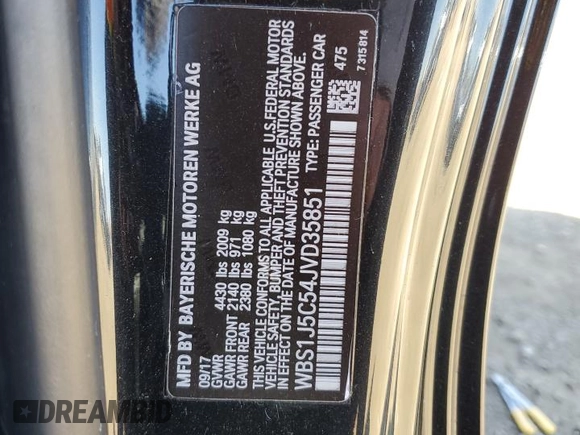 MFD BY BAYERISCHE MOTOREN WERKE AG
09/17
GVWR 4430 lbs 2009 kg
GAWR FRONT 2140 lbs 971 kg
GAWR REAR 2380 lbs 1080 kg
THIS VEHICLE CONFORMS TO ALL APPLICABLE U.S.FEDERAL MOTOR
VEHICLE SAFETY, BUMPER AND THEFT PREVENTION STANDARDS
IN EFFECT ON THE DATE OF MANUFACTURE SHOWN ABOVE.
WBS1J5C54JVD35851 TYPE: PASSENGER CAR
475
7315814
DREAMBID